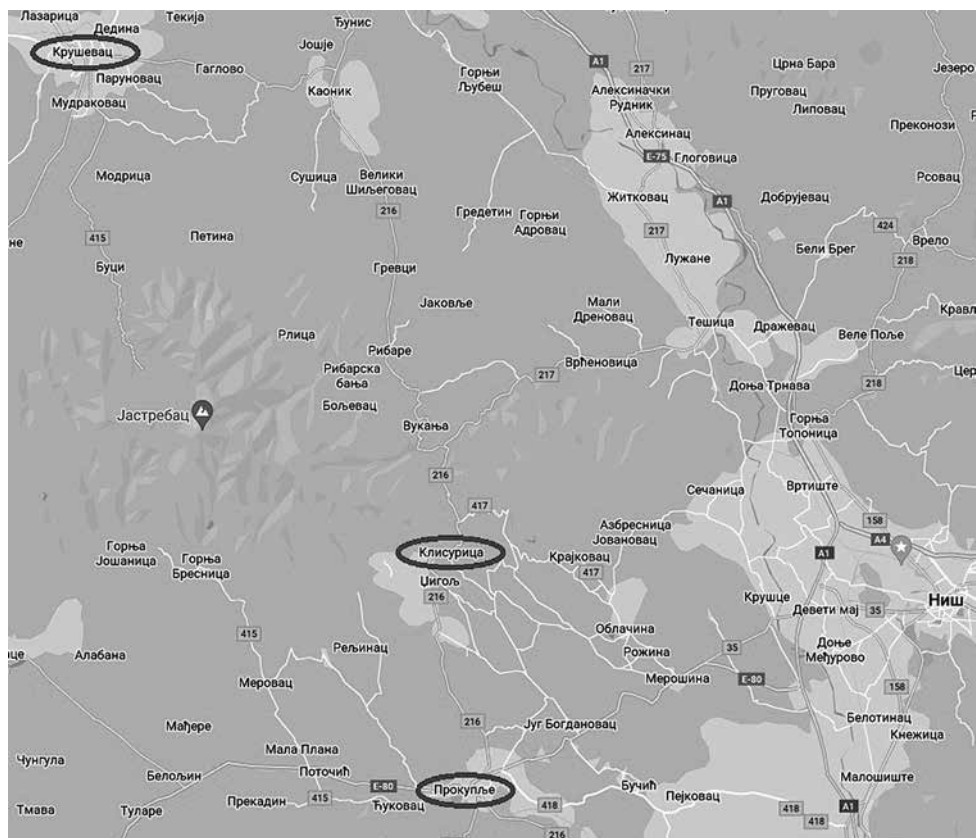 Лазарица
Текија
Ђунис
Дедина
Крушевац
Јошје
Гаглово
Паруновац
Мудраковац
Каоник
Горњи
Љубеш
A1
217
Алексиначки
Рудник
Црна Бара
Језеро
Пруговац
Липовац
Преконози
Алексинац
E-75
Глоговица
Модрица
Сушица
Велики
Шиљеговац
216
Гредетин
Горњи
Адровац
Житковац
A1
Добрујевац
Рсовац
не
415
Петина
217
424
Врело
Буци
Гревци
Лужане
Бели Брег
218
Јаковље
Мали
Дреновац
Тешица
Дражевац
Веле Поље
Кравл
Рлица
Рибаре
Рибарска
бања
Врћеновица
217
Цер
Бољевац
Доња Трнава
218
Јастребац
Вукања
Горња
Топоница
216
Сечаница
Вртиште
417
158
Азбресница
Јовановац
A4
Горња
Јошаница
Горња
Бресница
Клисурица
Крајковац
417
A1
Џигољ
216
Крушце
Девети мај
35
Ниш
415
Облачина
Рељинац
Рожина
35
Доње
Међурово
це
Алабана
Меровац
Мерошина
E-80
158
Мађере
216
Југ Богдановац
Белотинац
Кнежица
Чунгула
Мала Плана
Белољин
Поточић
E-80
Прокупље
Бучић
Малошиште
Тмава
Туларе
Прекадин
415
Ћуковац
418
Пејковац
418
418
A1
216